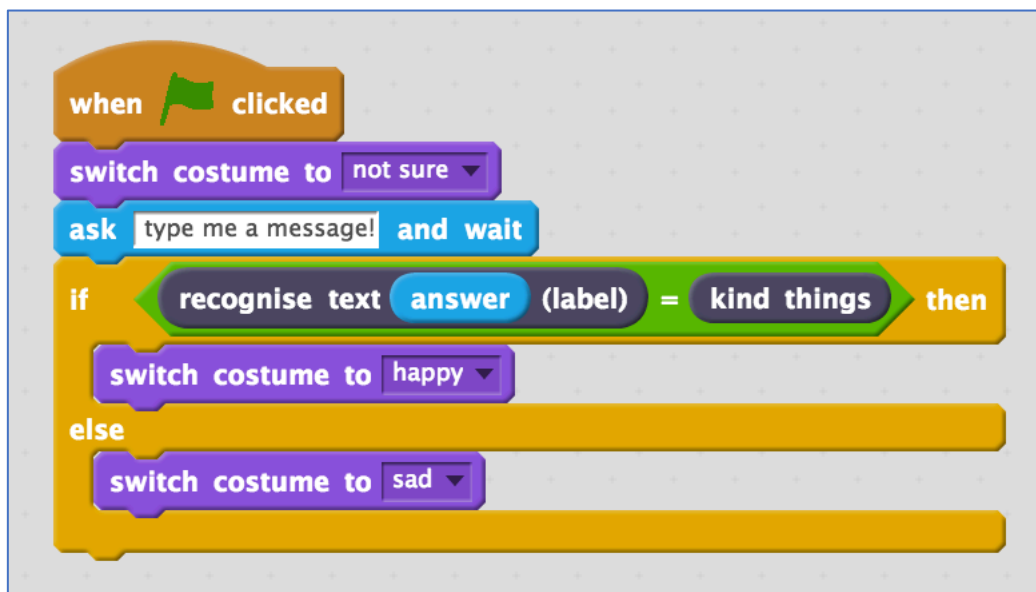 when clicked
switch costume to not sure
ask type me a message! and wait
if recognise text answer (label) = kind things then
switch costume to happy
else
switch costume to sad